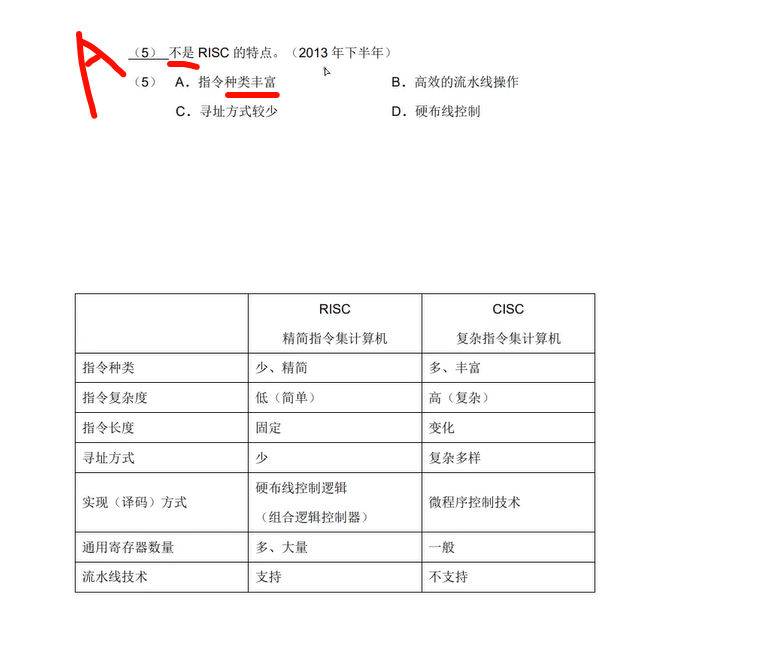 A
（5） 不是 RISC 的特点。（2013 年下半年）
（5） A．指令种类丰富 B．高效的流水线操作
C．寻址方式较少 D．硬布线控制
RISC CISC
精简指令集计算机 复杂指令集计算机
指令种类 少、精简 多、丰富
指令复杂度 低（简单） 高（复杂）
指令长度 固定 变化
寻址方式 少 复杂多样
实现（译码）方式 硬布线控制逻辑 微程序控制技术
（组合逻辑控制器）
通用寄存器数量 多、大量 一般
流水线技术 支持 不支持